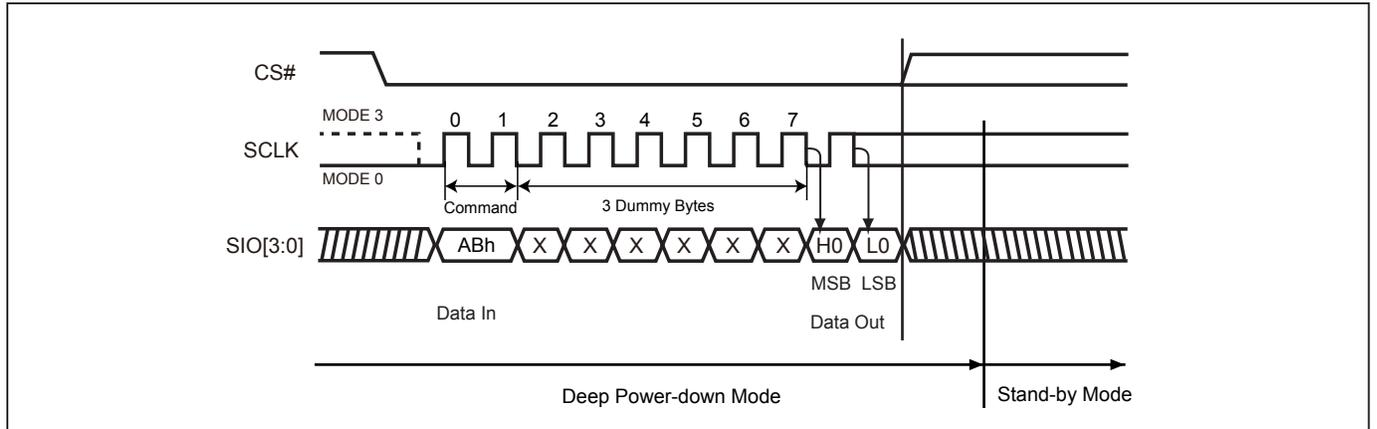 CS#
MODE 3
0 1 2 3 4 5 6 7
SCLK
MODE 0
Command 3 Dummy Bytes
SIO[3:0] ABh X X X X X X H0 L0
MSB LSB
Data In
Data Out
Deep Power-down Mode Stand-by Mode